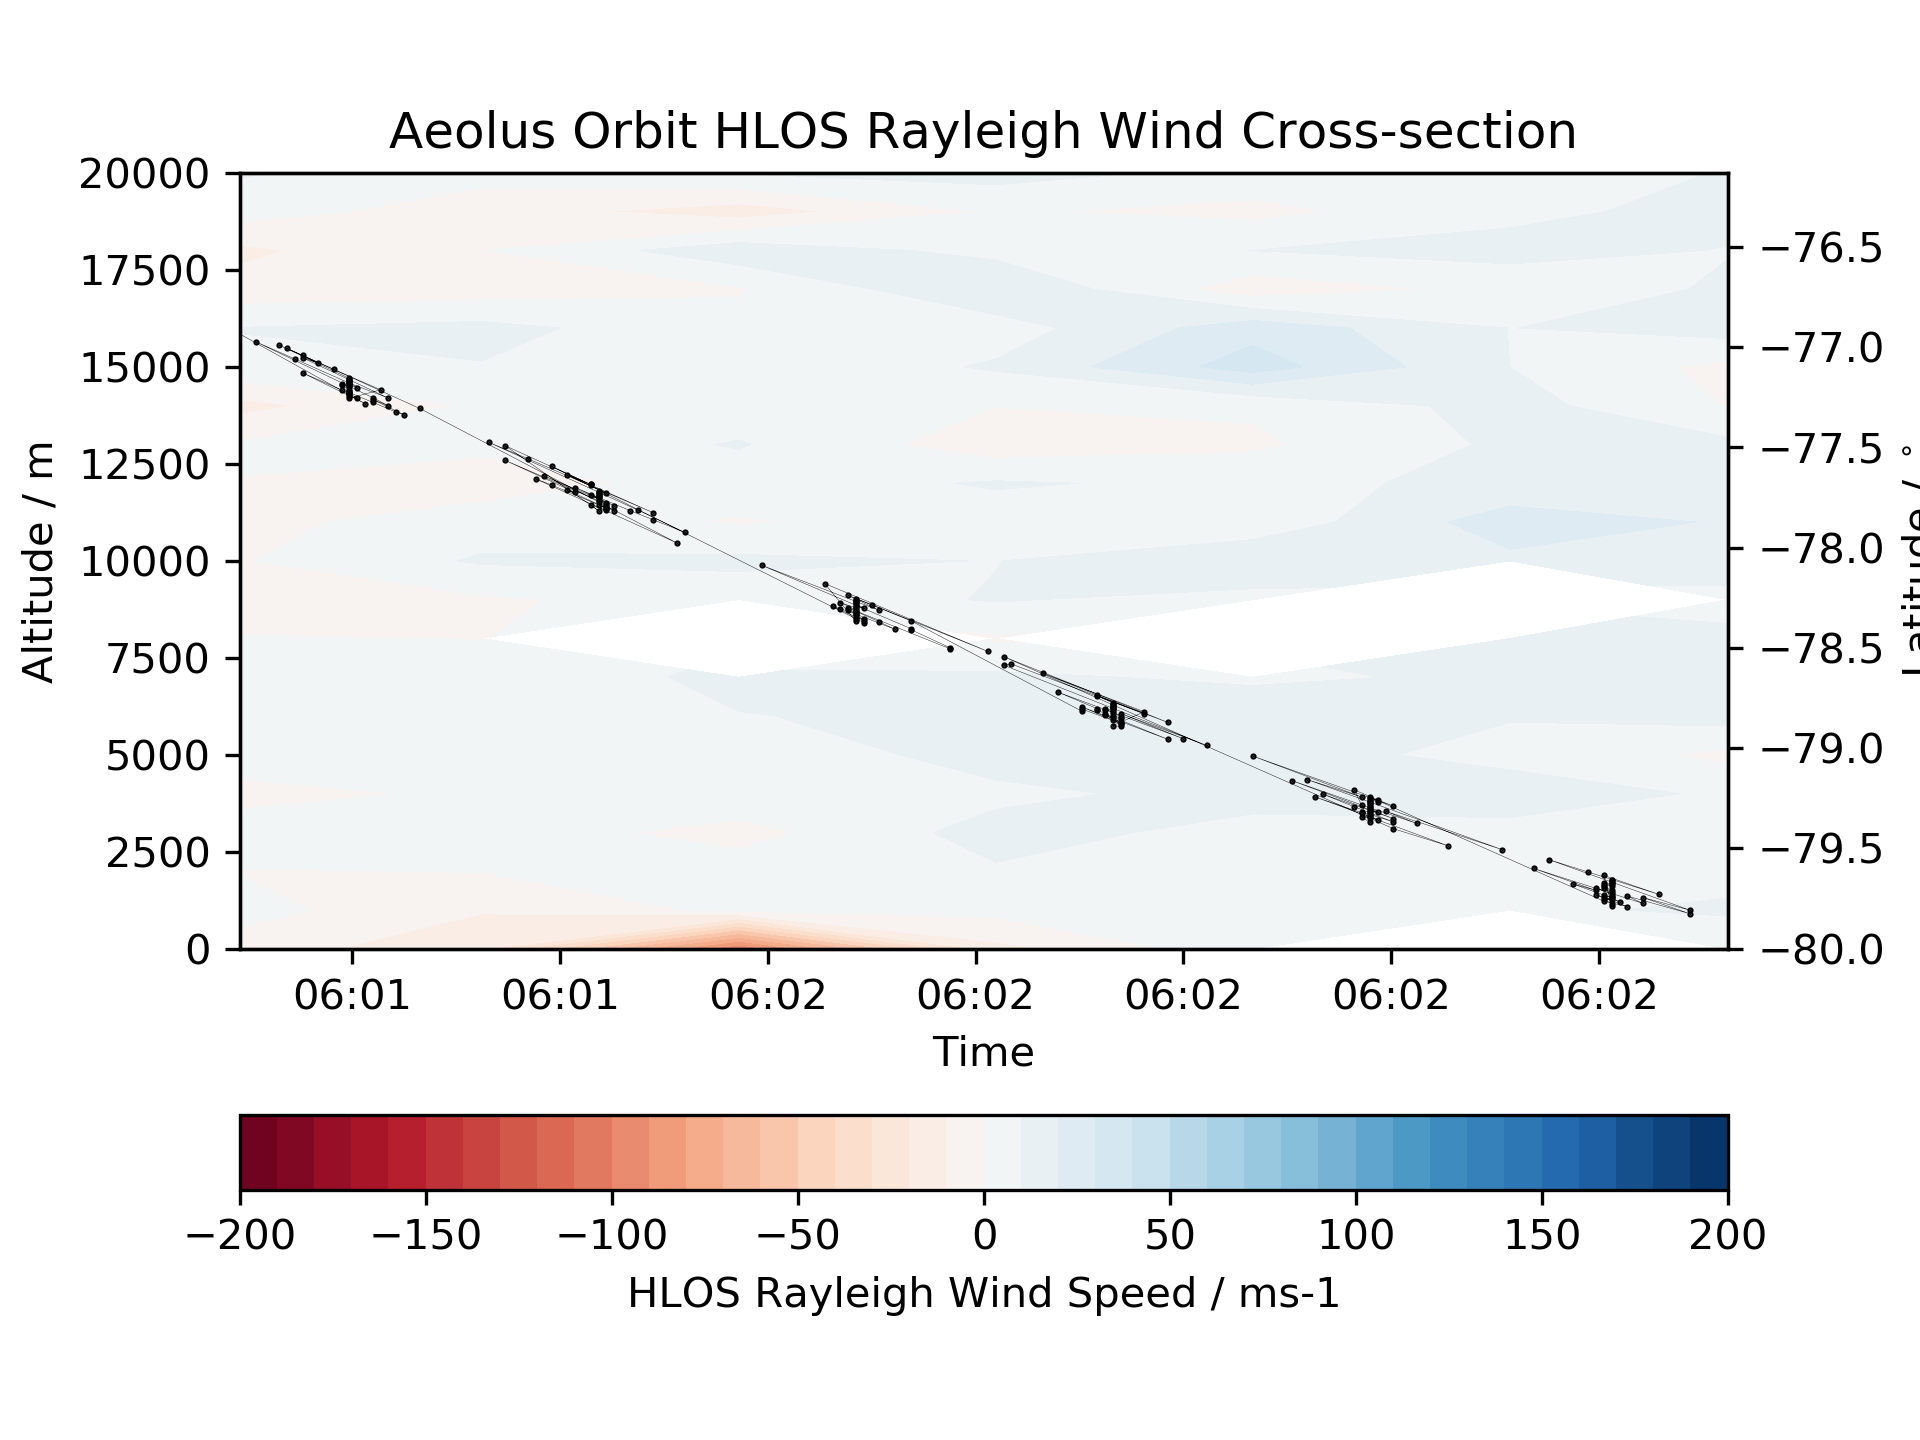 Aeolus Orbit HLOS Rayleigh Wind Cross-section
20000
17500
15000
12500
10000
7500
5000
2500
0
Altitude / m
−76.5
−77.0
−77.5
−78.0
−78.5
−79.0
−79.5
−80.0
Latitude / °
06:01 06:01 06:02 06:02 06:02 06:02 06:02
Time
−200 −150 −100 −50 0 50 100 150 200
HLOS Rayleigh Wind Speed / ms-1